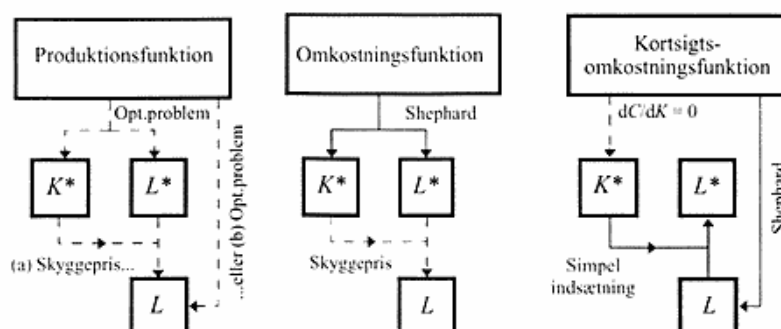 Produktionsfunktion
Opt.problem
K*
L*
(a) Skyggepris...
...eller (b) Opt.problem
L
Omkostningsfunktion
Shephard
K*
L*
Skyggepris
L
Kortsigts-
omkostningsfunktion
dC/dK = 0
K*
L*
Simpel
indsætning
Shephard
L